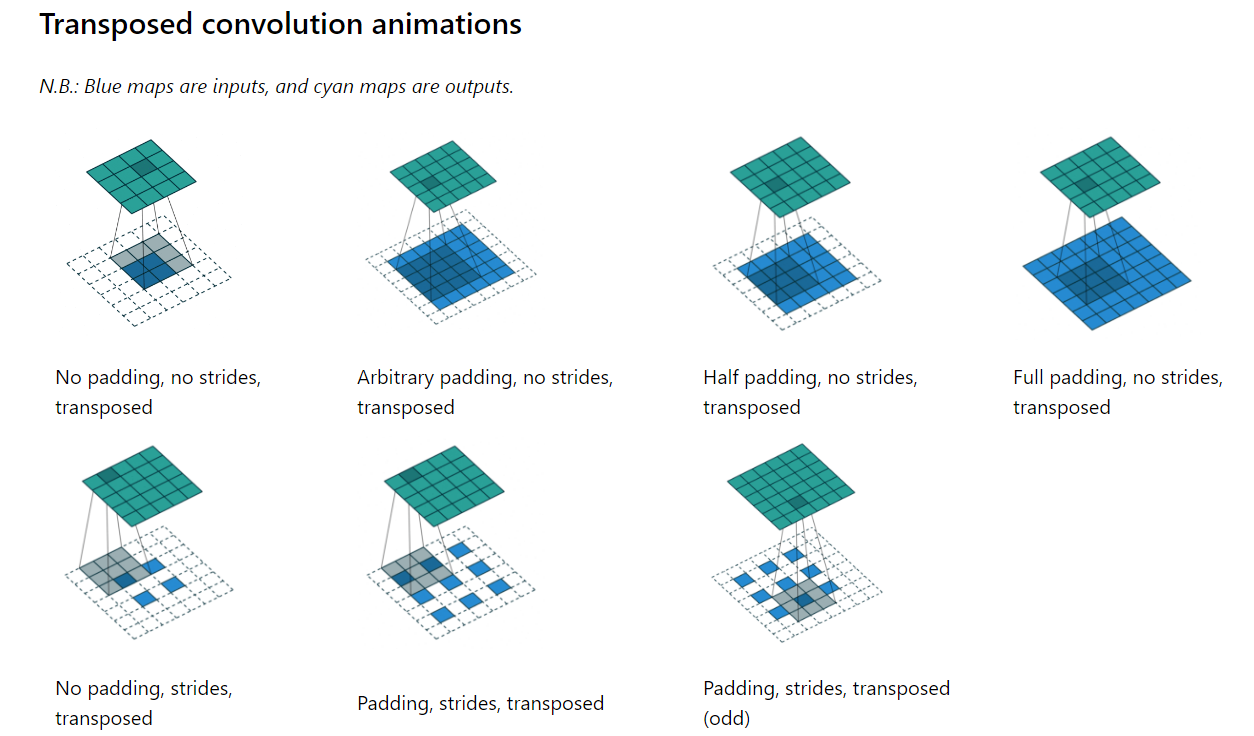 Transposed convolution animations
N.B.: Blue maps are inputs, and cyan maps are outputs.
No padding, no strides,
transposed
Arbitrary padding, no strides,
transposed
Half padding, no strides,
transposed
Full padding, no strides,
transposed
No padding, strides,
transposed
Padding, strides, transposed
Padding, strides, transposed
(odd)